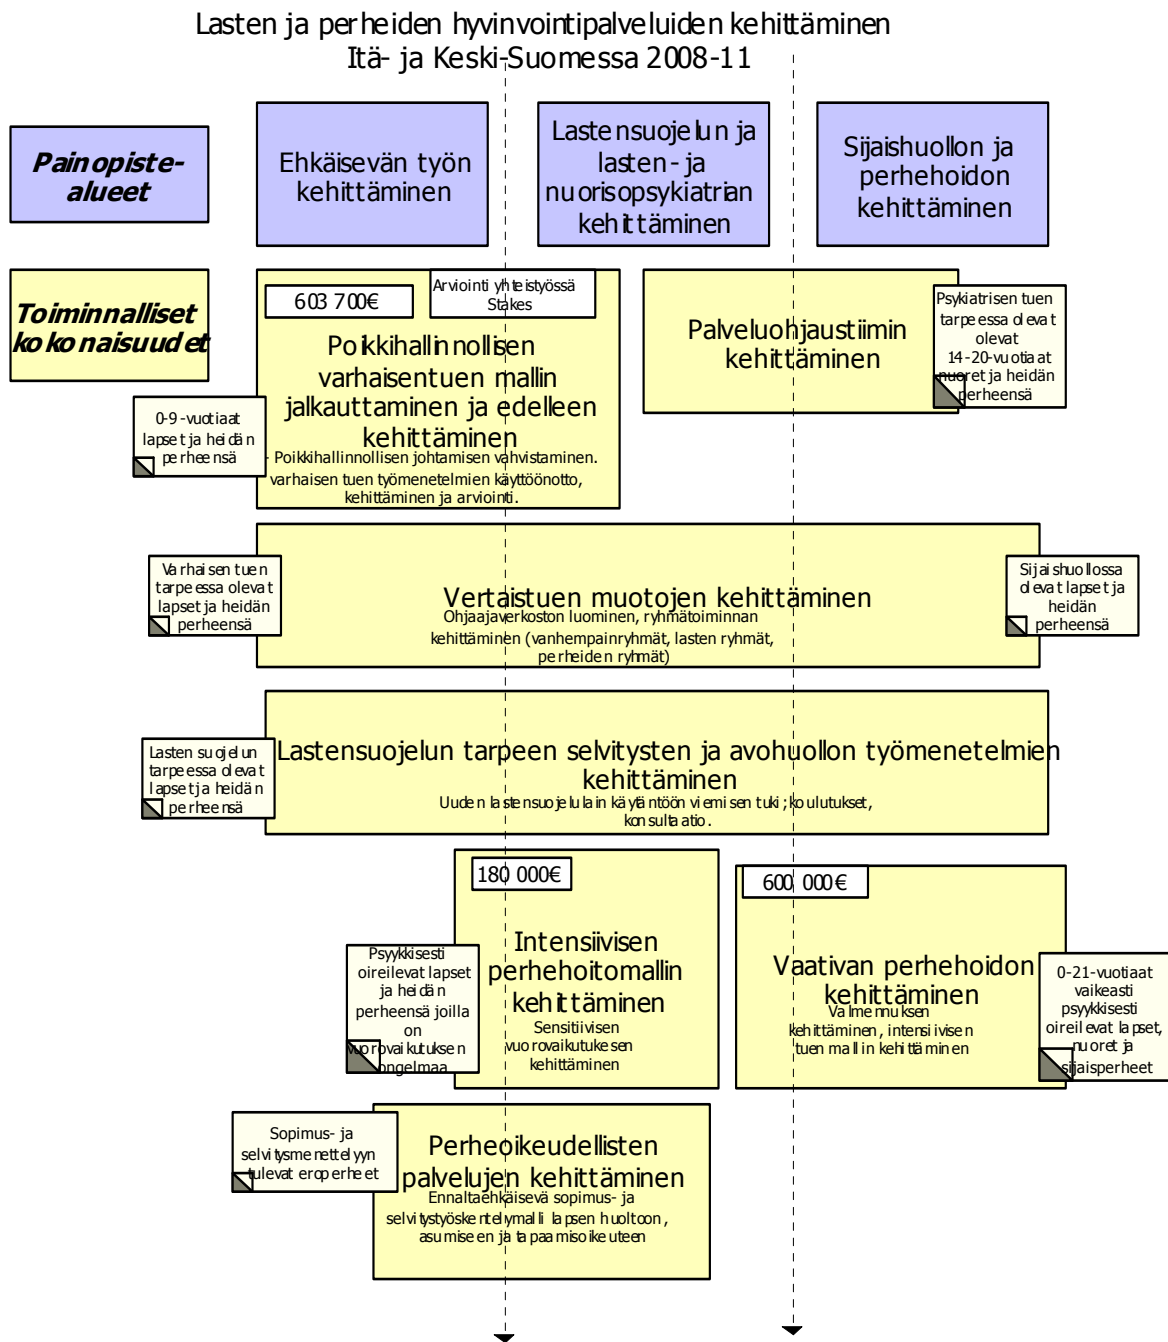 Lasten ja perheiden hyvinvointipalveluiden kehittäminen
Itä- ja Keski-Suomessa 2008-11
Painopiste-
alueet
Ehkäisevän työn
kehittäminen
Lastensuojelun ja
lasten- ja
nuorisopsykiatrian
kehittäminen
Sijaishuollon ja
perhehoidon
kehittäminen
Toiminnalliset
kokonaisuudet
603 700€
Arviointi yhteistyössä
Stakes
Poikkihallinnollisen
varhaisentuen mallin
jalkauttaminen ja edelleen
kehittäminen
- Poikkihallinnollisen johtamisen vahvistaminen.
varhaisen tuen työmenetelmien käyttöönotto,
kehittäminen ja arviointi.
0-9-vuotiaat
lapset ja heidän
perheensä
Palveluohjaustiimin
kehittäminen
Psykiatrisen tuen
tarpeessa olevat
olevat
14-20-vuotiaat
nuoret ja heidän
perheensä
Varhaisen tuen
tarpeessa olevat
lapset ja heidän
perheensä
Vertaistuen muotojen kehittäminen
Ohjaajaverkoston luominen, ryhmätoiminnan
kehittäminen (vanhempainryhmät, lasten ryhmät,
perheiden ryhmät)
Sijaishuollossa
olevat lapset ja
heidän
perheensä
Lasten suojelun
tarpeessa olevat
lapset ja heidän
perheensä
Lastensuojelun tarpeen selvitysten ja avohuollon työmenetelmien
kehittäminen
Uuden lastensuojelulain käytäntöön viemisen tuki; koulutukset,
konsultaatio.
180 000€
Intensiivisen
perhehoitomallin
kehittäminen
Sensitiivisen
vuorovaikutukesen
kehittäminen
Psyykkisesti
oireilevat lapset
ja heidän
perheensä joilla
on
vuorovaikutuksen
ongelmaa
600 000€
Vaativan perhehoidon
kehittäminen
Valmennuksen
kehittäminen, intensiivisen
tuen mallin kehittäminen
0-21-vuotiaat
vaikeasti
psyykkisesti
oireilevat lapset,
nuoret ja
sijaisperheet
Sopimus- ja
selvitysmenettelyyn
tulevat eroperheet
Perheoikeudellisten
palvelujen kehittäminen
Ennaltaehkäisevä sopimus- ja
selvitystyöskentelymalli lapsen huoltoon,
asumiseen ja tapaamisoikeuteen